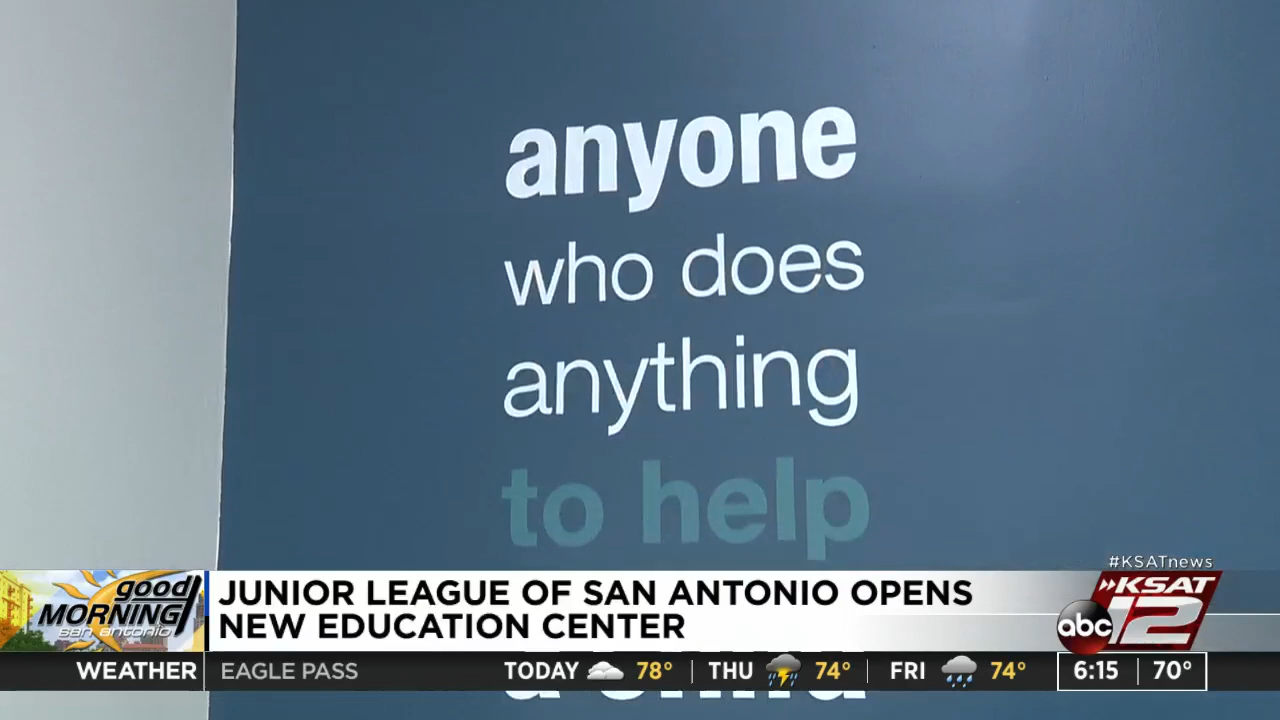 anyone
who does
anything
to help
#KSATnews
good
MORNING
san antonio
JUNIOR LEAGUE OF SAN ANTONIO OPENS
NEW EDUCATION CENTER
KSAT
abc 12
WEATHER EAGLE PASS TODAY 78° THU 74° FRI 74° 6:15 70°